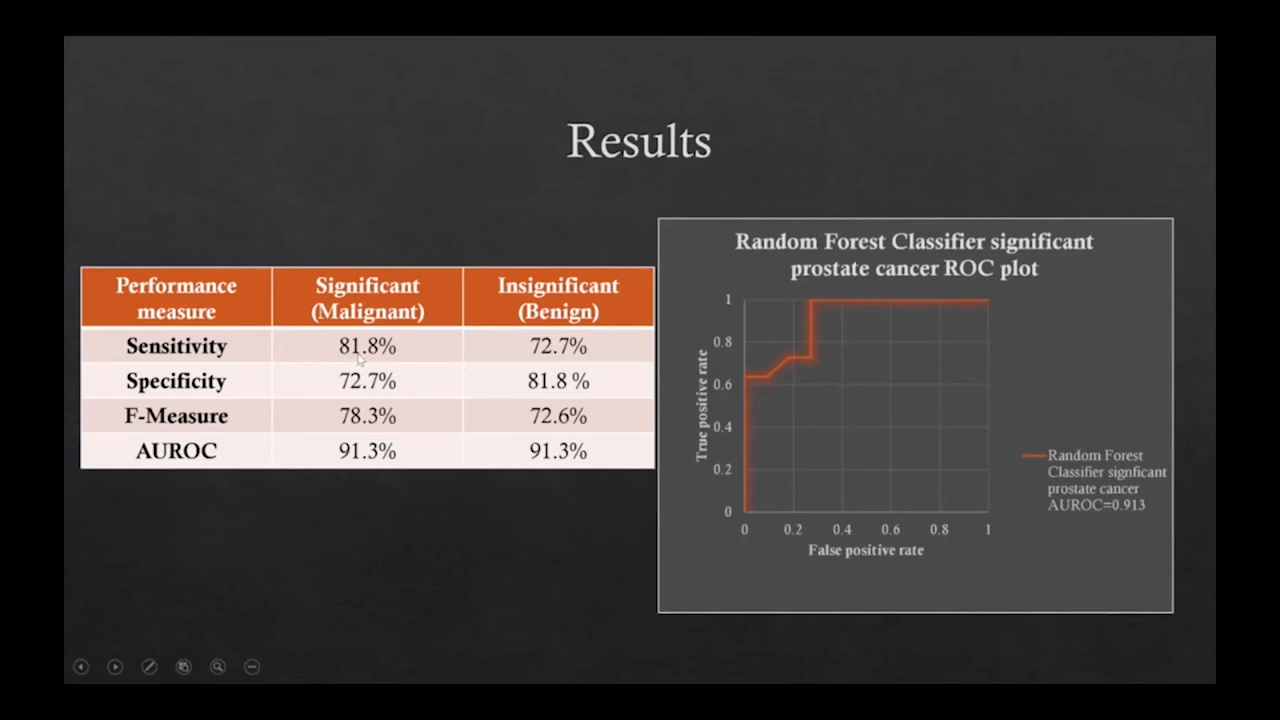 Results
Performance measure	Significant (Malignant)	Insignificant (Benign)
Sensitivity	81.8%	72.7%
Specificity	72.7%	81.8 %
F-Measure	78.3%	72.6%
AUROC	91.3%	91.3%
Random Forest Classifier significant
prostate cancer ROC plot
True positive rate
1
0.8
0.6
0.4
0.2
0
0 0.2 0.4 0.6 0.8 1
False positive rate
Random Forest
Classifier signficant
prostate cancer
AUROC=0.913